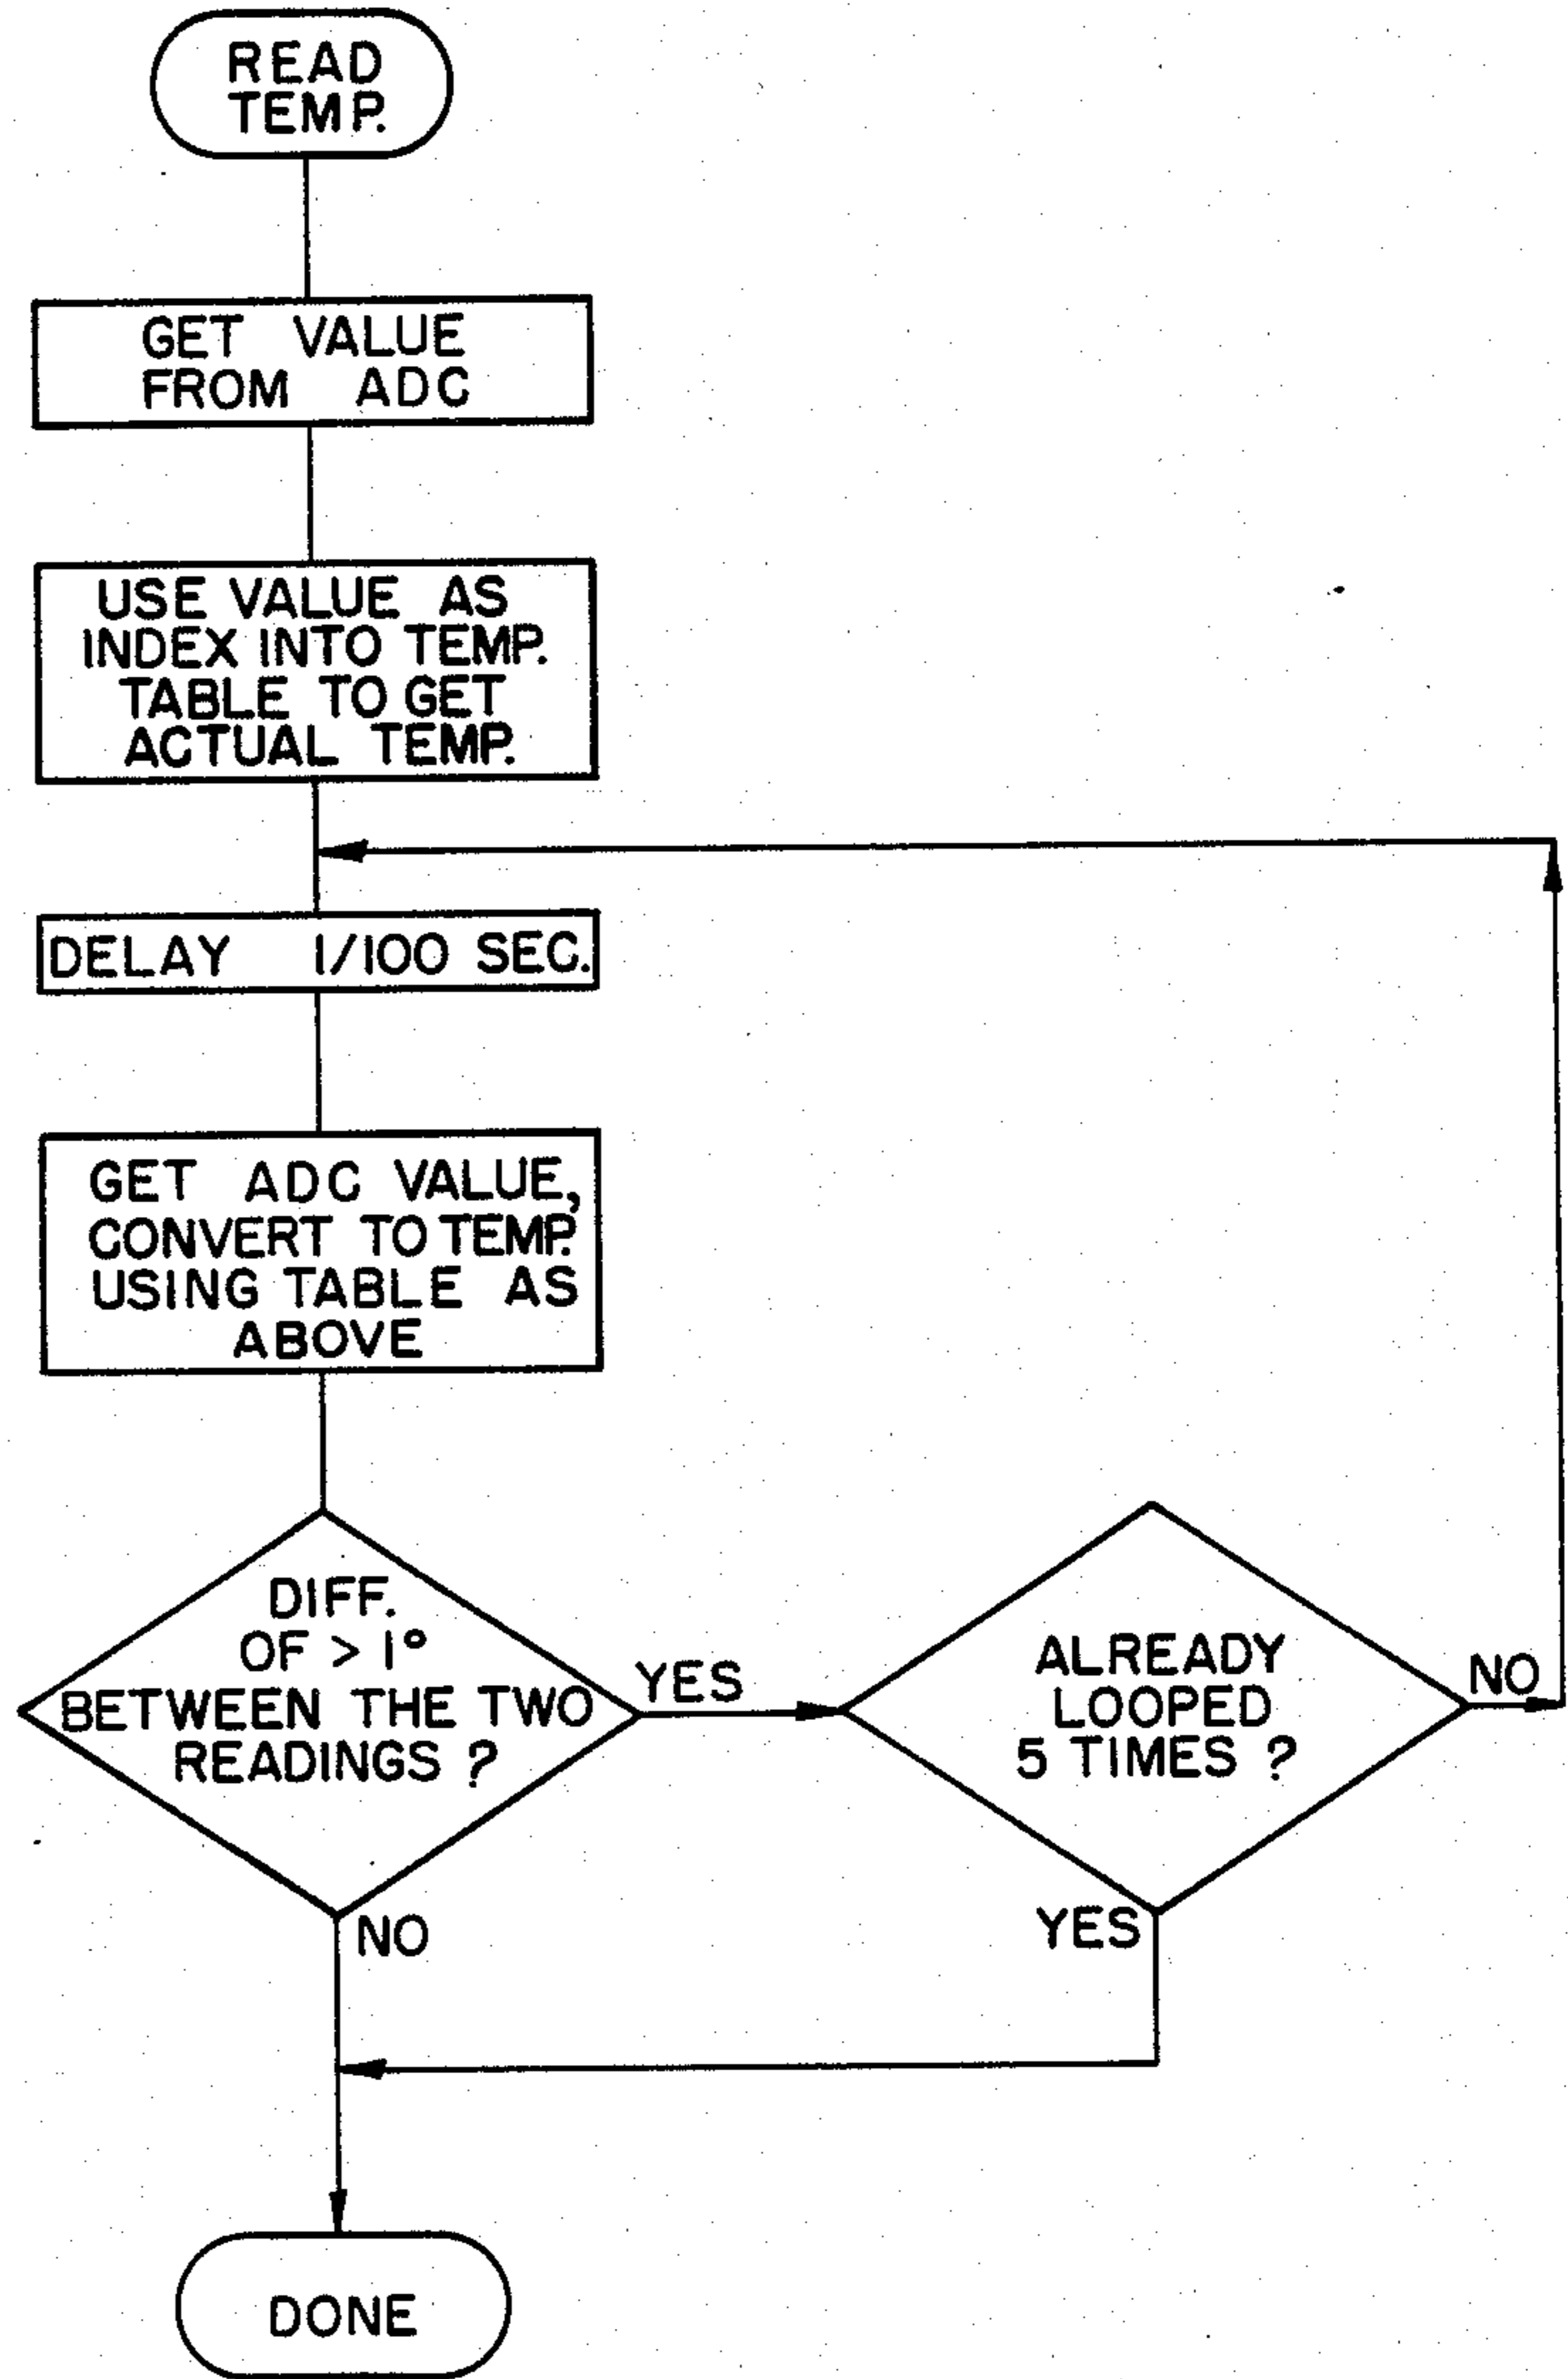 READ
TEMP.
GET VALUE
FROM ADC
USE VALUE AS
INDEX INTO TEMP.
TABLE TO GET
ACTUAL TEMP.
DELAY 1/100 SEC.
GET ADC VALUE,
CONVERT TO TEMP.
USING TABLE AS
ABOVE
DIFF.
OF > 1°
BETWEEN THE TWO
READINGS ?
YES
ALREADY
LOOPED
5 TIMES ?
NO
NO
YES
DONE